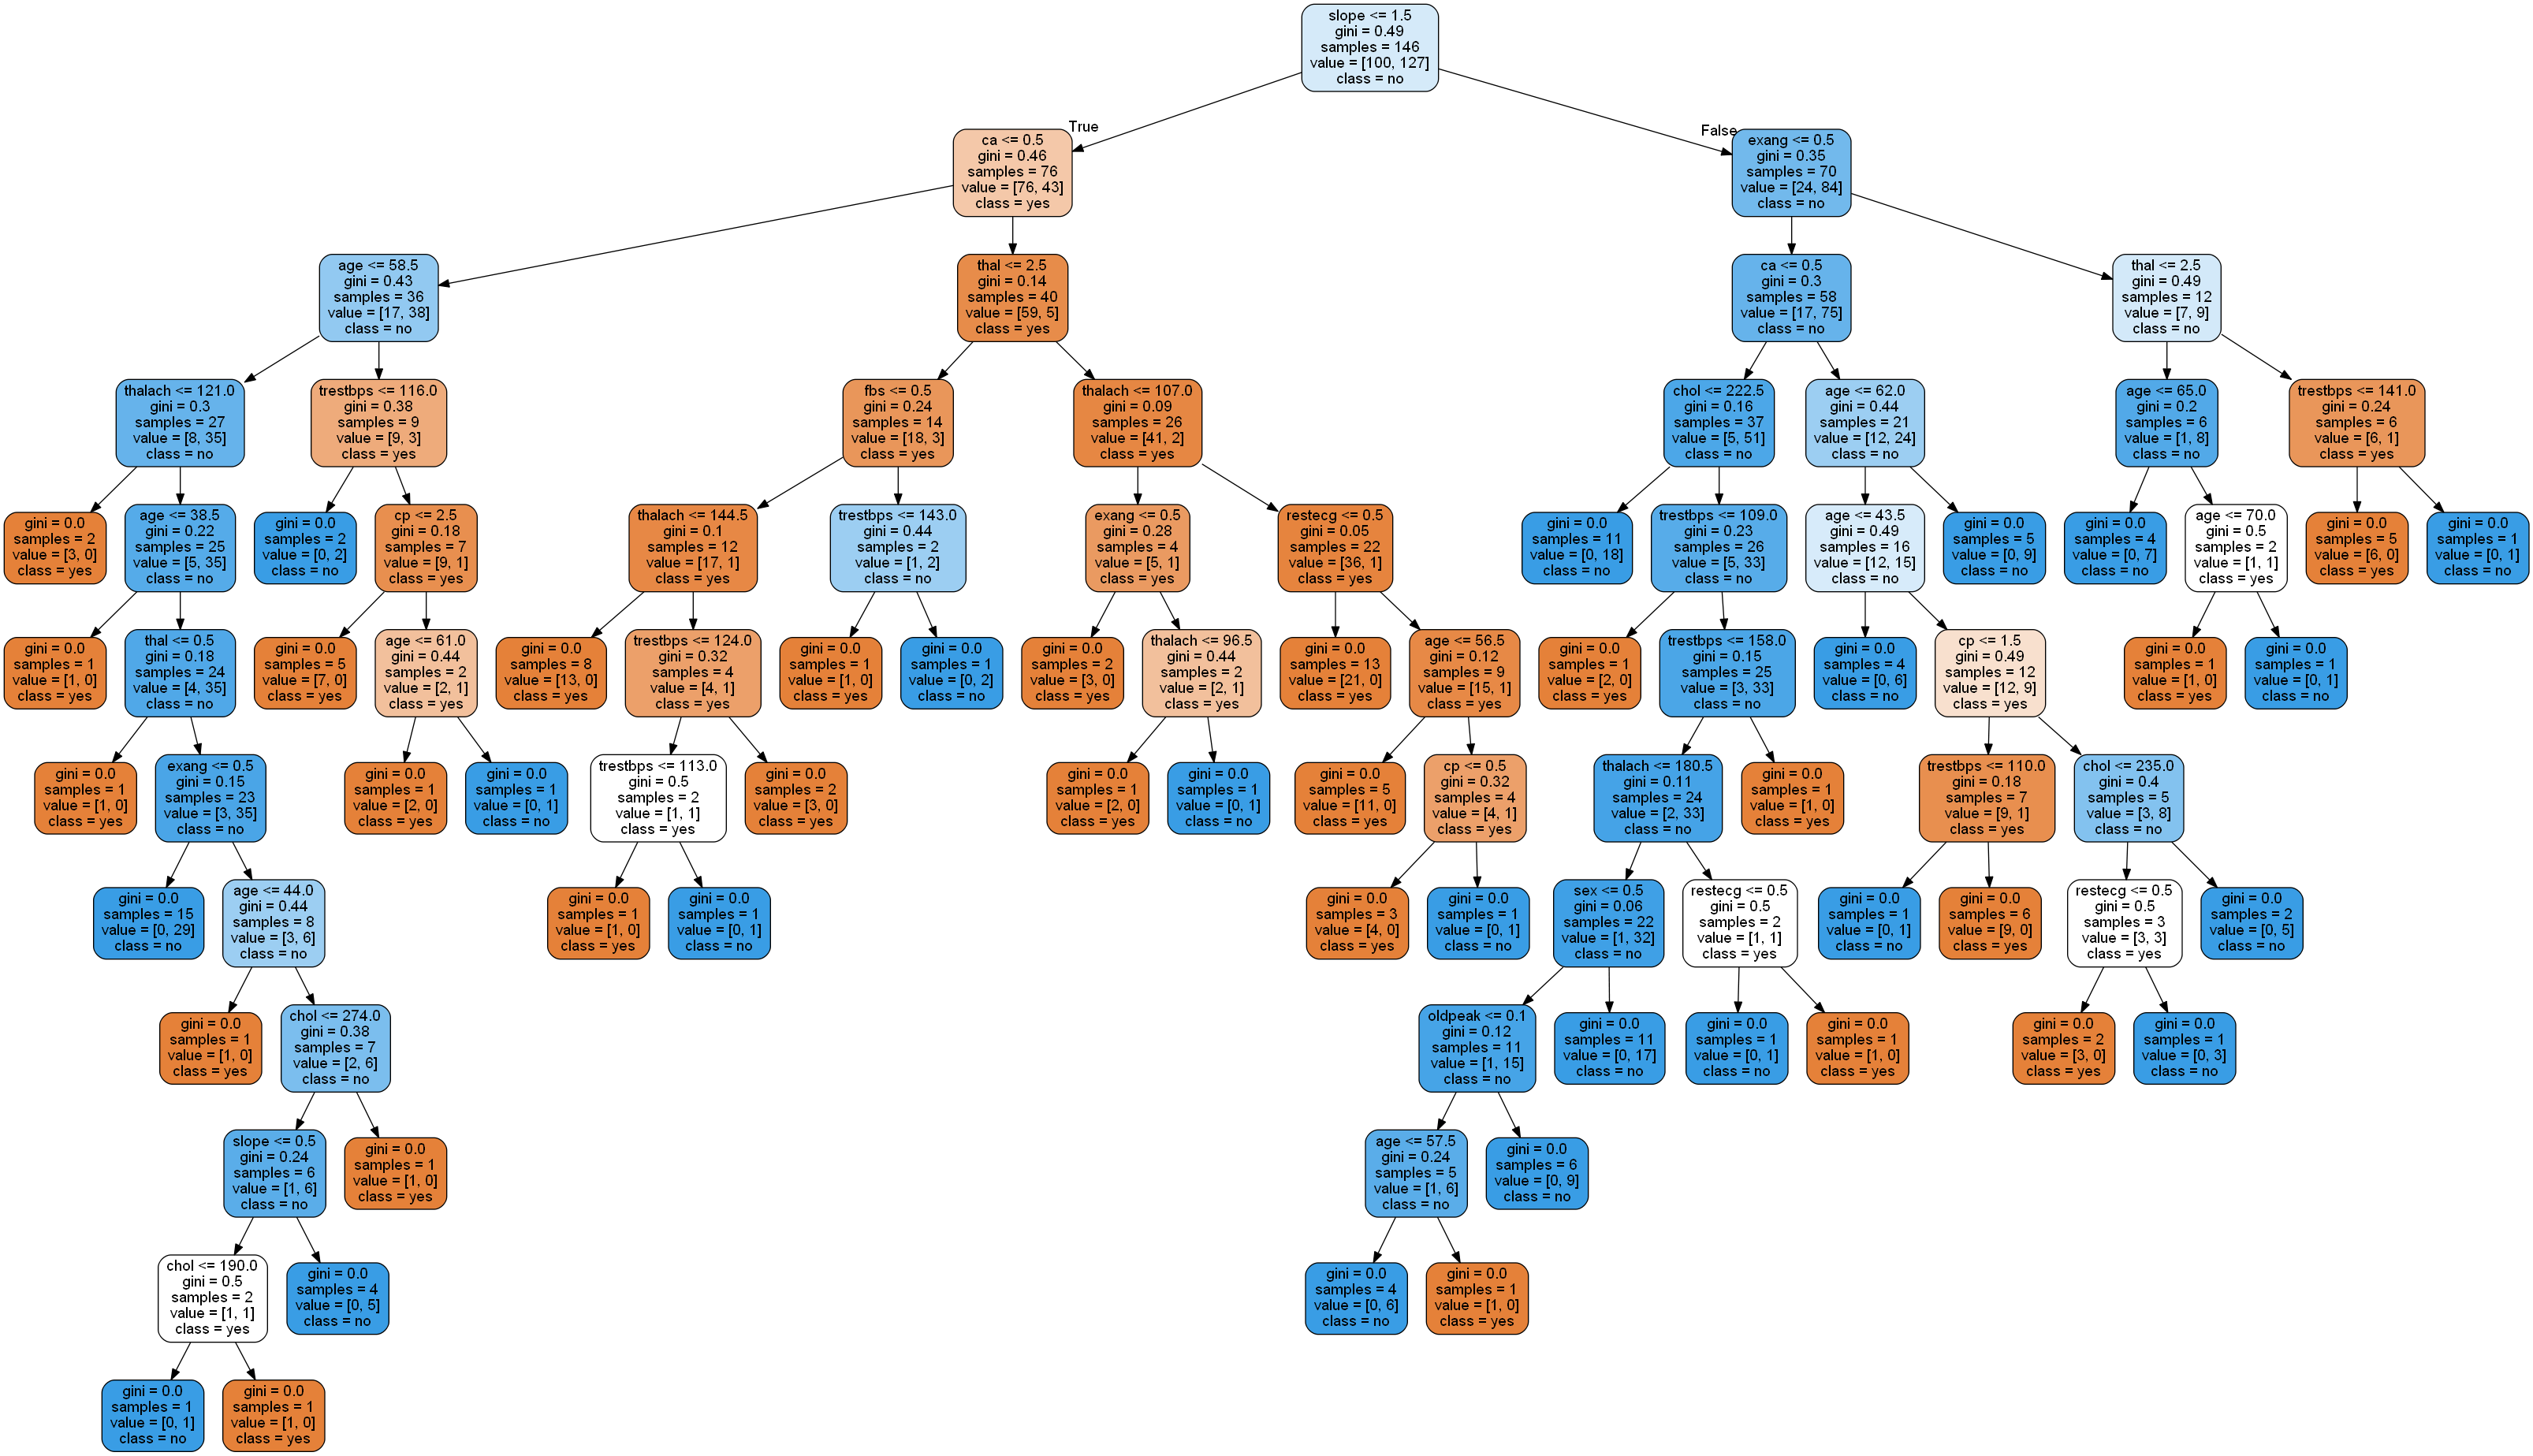 slope <= 1.5
gini = 0.49
samples = 146
value = [100, 127]
class = no
True
False
ca <= 0.5
gini = 0.46
samples = 76
value = [76, 43]
class = yes
exang <= 0.5
gini = 0.35
samples = 70
value = [24, 84]
class = no
age <= 58.5
gini = 0.43
samples = 36
value = [17, 38]
class = no
thal <= 2.5
gini = 0.14
samples = 40
value = [59, 5]
class = yes
ca <= 0.5
gini = 0.3
samples = 58
value = [17, 75]
class = no
thal <= 2.5
gini = 0.49
samples = 12
value = [7, 9]
class = no
thalach <= 121.0
gini = 0.3
samples = 27
value = [8, 35]
class = no
trestbps <= 116.0
gini = 0.38
samples = 9
value = [9, 3]
class = yes
fbs <= 0.5
gini = 0.24
samples = 14
value = [18, 3]
class = yes
thalach <= 107.0
gini = 0.09
samples = 26
value = [41, 2]
class = yes
chol <= 222.5
gini = 0.16
samples = 37
value = [5, 51]
class = no
age <= 62.0
gini = 0.44
samples = 21
value = [12, 24]
class = no
age <= 65.0
gini = 0.2
samples = 6
value = [1, 8]
class = no
trestbps <= 141.0
gini = 0.24
samples = 6
value = [6, 1]
class = yes
gini = 0.0
samples = 2
value = [3, 0]
class = yes
age <= 38.5
gini = 0.22
samples = 25
value = [5, 35]
class = no
gini = 0.0
samples = 2
value = [0, 2]
class = no
cp <= 2.5
gini = 0.18
samples = 7
value = [9, 1]
class = yes
thalach <= 144.5
gini = 0.1
samples = 12
value = [17, 1]
class = yes
trestbps <= 143.0
gini = 0.44
samples = 2
value = [1, 2]
class = no
exang <= 0.5
gini = 0.28
samples = 4
value = [5, 1]
class = yes
restecg <= 0.5
gini = 0.05
samples = 22
value = [36, 1]
class = yes
gini = 0.0
samples = 11
value = [0, 18]
class = no
trestbps <= 109.0
gini = 0.23
samples = 26
value = [5, 33]
class = no
age <= 43.5
gini = 0.49
samples = 16
value = [12, 15]
class = no
gini = 0.0
samples = 5
value = [0, 9]
class = no
gini = 0.0
samples = 4
value = [0, 7]
class = no
age <= 70.0
gini = 0.5
samples = 2
value = [1, 1]
class = yes
gini = 0.0
samples = 5
value = [6, 0]
class = yes
gini = 0.0
samples = 1
value = [0, 1]
class = no
gini = 0.0
samples = 1
value = [1, 0]
class = yes
thal <= 0.5
gini = 0.18
samples = 24
value = [4, 35]
class = no
gini = 0.0
samples = 5
value = [7, 0]
class = yes
age <= 61.0
gini = 0.44
samples = 2
value = [2, 1]
class = yes
gini = 0.0
samples = 8
value = [13, 0]
class = yes
trestbps <= 124.0
gini = 0.32
samples = 4
value = [4, 1]
class = yes
gini = 0.0
samples = 1
value = [1, 0]
class = yes
gini = 0.0
samples = 1
value = [0, 2]
class = no
gini = 0.0
samples = 2
value = [3, 0]
class = yes
thalach <= 96.5
gini = 0.44
samples = 2
value = [2, 1]
class = yes
gini = 0.0
samples = 13
value = [21, 0]
class = yes
age <= 56.5
gini = 0.12
samples = 9
value = [15, 1]
class = yes
gini = 0.0
samples = 1
value = [2, 0]
class = yes
trestbps <= 158.0
gini = 0.15
samples = 25
value = [3, 33]
class = no
gini = 0.0
samples = 4
value = [0, 6]
class = no
cp <= 1.5
gini = 0.49
samples = 12
value = [12, 9]
class = yes
gini = 0.0
samples = 1
value = [1, 0]
class = yes
gini = 0.0
samples = 1
value = [0, 1]
class = no
gini = 0.0
samples = 1
value = [1, 0]
class = yes
exang <= 0.5
gini = 0.15
samples = 23
value = [3, 35]
class = no
gini = 0.0
samples = 1
value = [2, 0]
class = yes
gini = 0.0
samples = 1
value = [0, 1]
class = no
trestbps <= 113.0
gini = 0.5
samples = 2
value = [1, 1]
class = yes
gini = 0.0
samples = 2
value = [3, 0]
class = yes
gini = 0.0
samples = 1
value = [2, 0]
class = yes
gini = 0.0
samples = 1
value = [0, 1]
class = no
gini = 0.0
samples = 5
value = [11, 0]
class = yes
cp <= 0.5
gini = 0.32
samples = 4
value = [4, 1]
class = yes
thalach <= 180.5
gini = 0.11
samples = 24
value = [2, 33]
class = no
gini = 0.0
samples = 1
value = [1, 0]
class = yes
trestbps <= 110.0
gini = 0.18
samples = 7
value = [9, 1]
class = yes
chol <= 235.0
gini = 0.4
samples = 5
value = [3, 8]
class = no
gini = 0.0
samples = 15
value = [0, 29]
class = no
age <= 44.0
gini = 0.44
samples = 8
value = [3, 6]
class = no
gini = 0.0
samples = 1
value = [1, 0]
class = yes
gini = 0.0
samples = 1
value = [0, 1]
class = no
gini = 0.0
samples = 3
value = [4, 0]
class = yes
gini = 0.0
samples = 1
value = [0, 1]
class = no
sex <= 0.5
gini = 0.06
samples = 22
value = [1, 32]
class = no
restecg <= 0.5
gini = 0.5
samples = 2
value = [1, 1]
class = yes
gini = 0.0
samples = 1
value = [0, 1]
class = no
gini = 0.0
samples = 6
value = [9, 0]
class = yes
restecg <= 0.5
gini = 0.5
samples = 3
value = [3, 3]
class = yes
gini = 0.0
samples = 2
value = [0, 5]
class = no
gini = 0.0
samples = 1
value = [1, 0]
class = yes
chol <= 274.0
gini = 0.38
samples = 7
value = [2, 6]
class = no
oldpeak <= 0.1
gini = 0.12
samples = 11
value = [1, 15]
class = no
gini = 0.0
samples = 11
value = [0, 17]
class = no
gini = 0.0
samples = 1
value = [0, 1]
class = no
gini = 0.0
samples = 1
value = [1, 0]
class = yes
gini = 0.0
samples = 2
value = [3, 0]
class = yes
gini = 0.0
samples = 1
value = [0, 3]
class = no
slope <= 0.5
gini = 0.24
samples = 6
value = [1, 6]
class = no
gini = 0.0
samples = 1
value = [1, 0]
class = yes
age <= 57.5
gini = 0.24
samples = 5
value = [1, 6]
class = no
gini = 0.0
samples = 6
value = [0, 9]
class = no
chol <= 190.0
gini = 0.5
samples = 2
value = [1, 1]
class = yes
gini = 0.0
samples = 4
value = [0, 5]
class = no
gini = 0.0
samples = 4
value = [0, 6]
class = no
gini = 0.0
samples = 1
value = [1, 0]
class = yes
gini = 0.0
samples = 1
value = [0, 1]
class = no
gini = 0.0
samples = 1
value = [1, 0]
class = yes